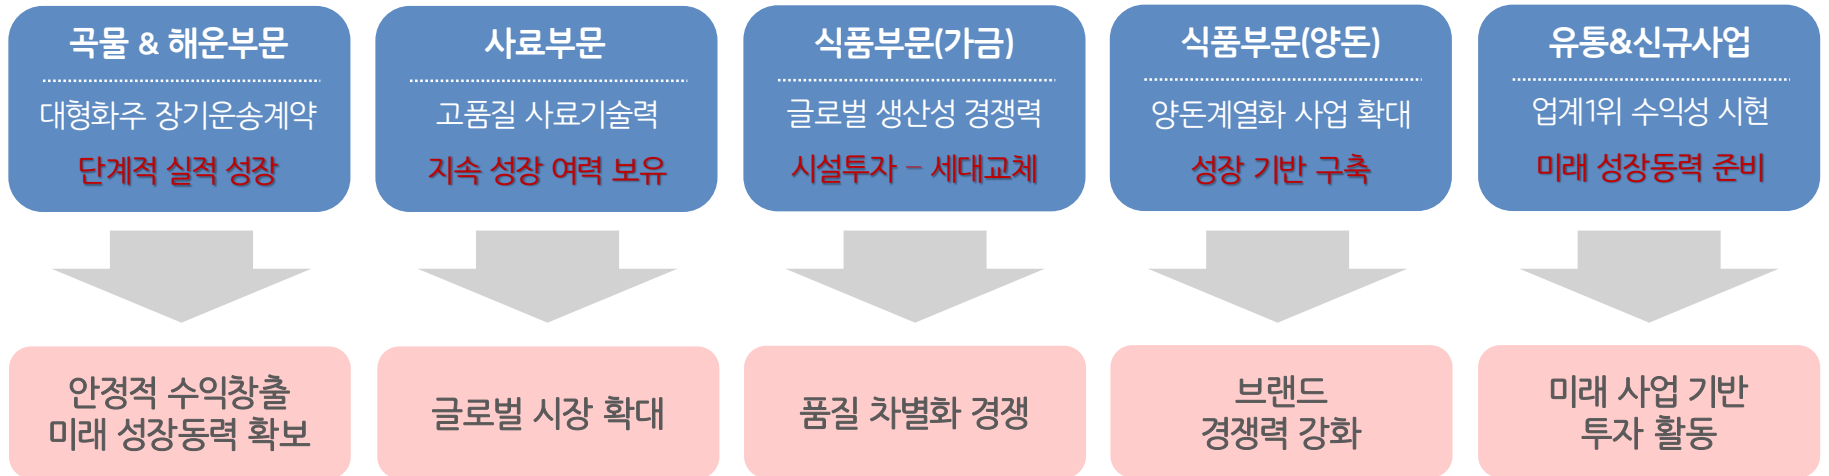 곡물 & 해운부문
대형화주 장기운송계약
단계적 실적 성장
안정적 수익창출
미래 성장동력 확보
사료부문
고품질 사료기술력
지속 성장 여력 보유
글로벌 시장 확대
식품부문(가금)
글로벌 생산성 경쟁력
시설투자 – 세대교체
품질 차별화 경쟁
식품부문(양돈)
양돈계열화 사업 확대
성장 기반 구축
브랜드
경쟁력 강화
유통&신규사업
업계1위 수익성 시현
미래 성장동력 준비
미래 사업 기반
투자 활동